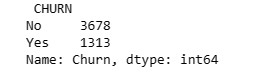 CHURN
No 3678
Yes 1313
Name: Churn, dtype: int64